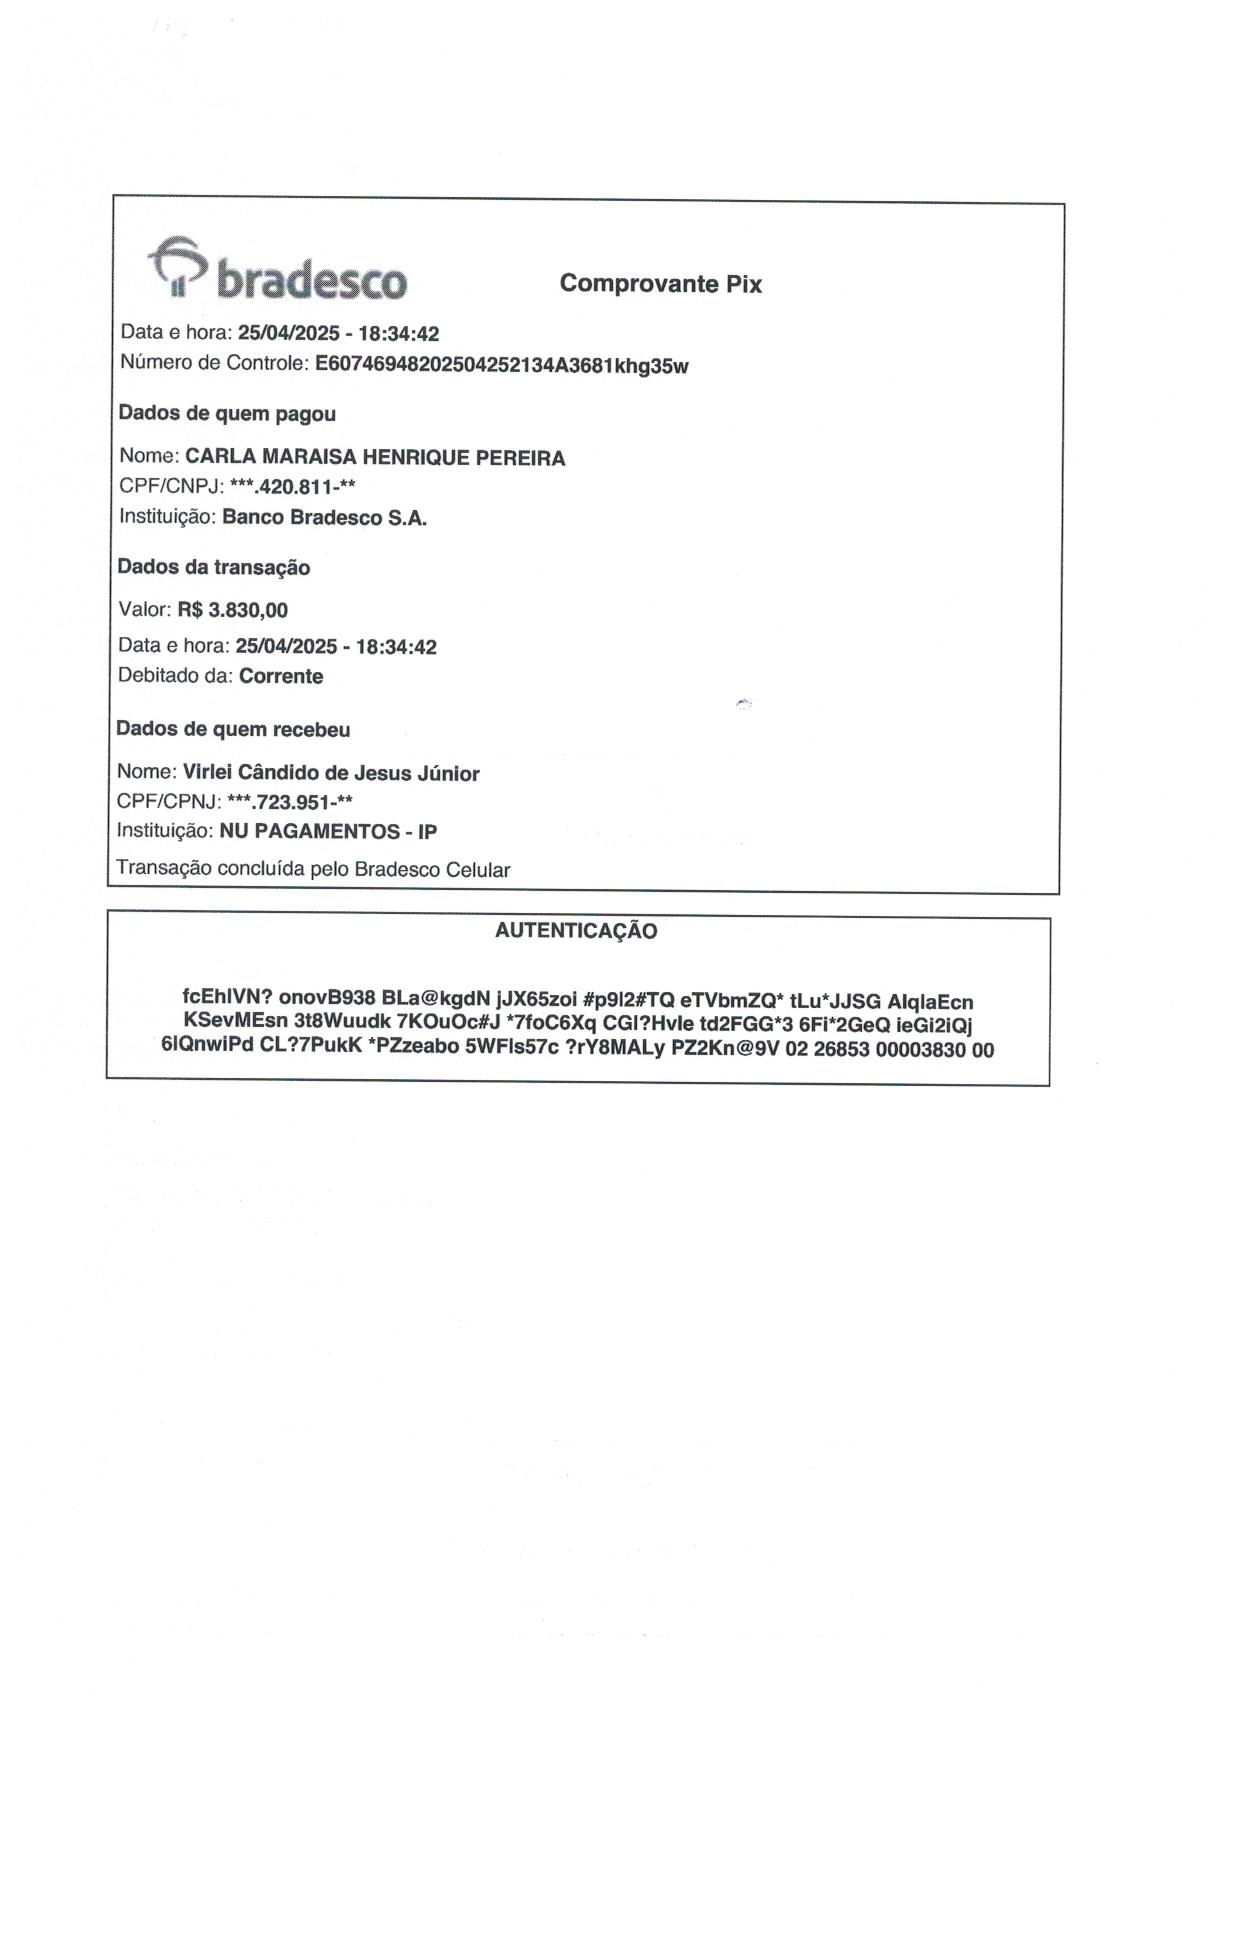 bradesco
Comprovante Pix
Data e hora: 25/04/2025 - 18:34:42
Número de Controle: E60746948202504252134A3681khg35w
Dados de quem pagou
Nome: CARLA MARAISA HENRIQUE PEREIRA
CPF/CNPJ: ***.420.811-**
Instituição: Banco Bradesco S.A.
Dados da transação
Valor: R$ 3.830,00
Data e hora: 25/04/2025 - 18:34:42
Debitado da: Corrente
Dados de quem recebeu
Nome: Virlei Cândido de Jesus Júnior
CPF/CPNJ: ***.723.951-**
Instituição: NU PAGAMENTOS - IP
Transação concluída pelo Bradesco Celular
AUTENTICAÇÃO
fcEhlVN? onovB938 BLa@kgdN jJX65zoi #p9l2#TQ eTVbmZQ* tLu*JJSG AlqlaEcn
KSevMEsn 3t8Wuudk 7KOuOc#J *7foC6Xq CGl?Hvle td2FGG*3 6Fi*2GeQ ieGi2iQj
6lQnwiPd CL?7PukK *PZzeabo 5WFls57c ?rY8MALy PZ2Kn@9V 02 26853 00003830 00